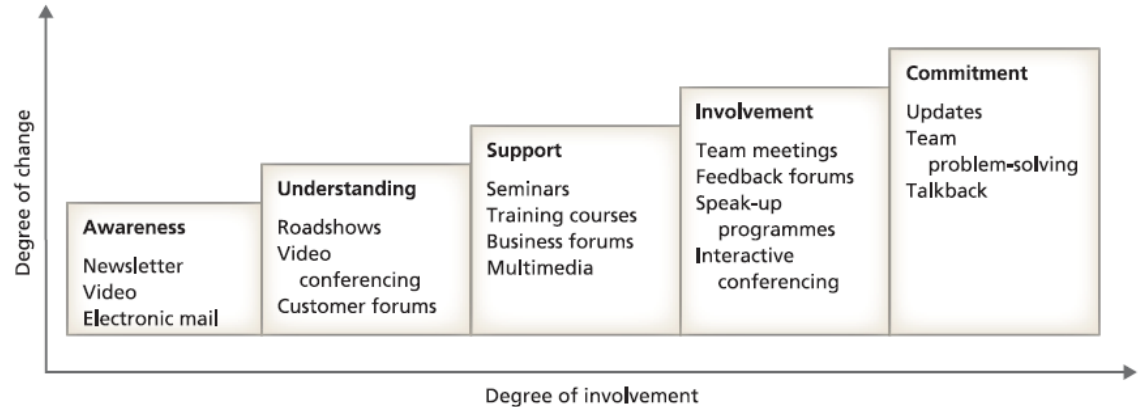 Degree of change
Awareness
Newsletter
Video
Electronic mail
Understanding
Roadshows
Video
conferencing
Customer forums
Support
Seminars
Training courses
Business forums
Multimedia
Involvement
Team meetings
Feedback forums
Speak-up
programmes
Interactive
conferencing
Commitment
Updates
Team
problem-solving
Talkback
Degree of involvement